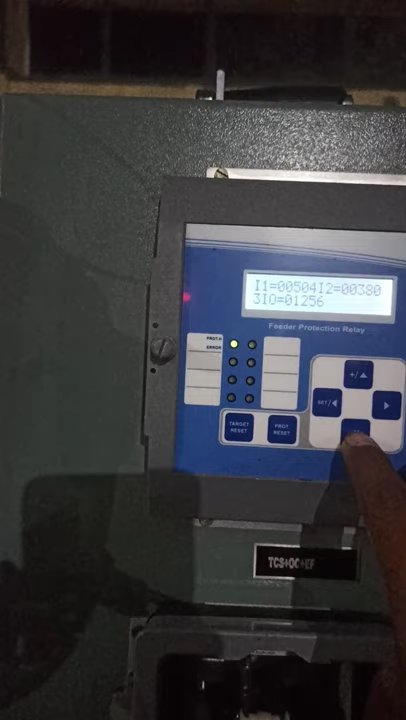 I1=00504I2=00380
3I0=01256
Feeder Protection Relay
PROT.H
ERROR
+/▲
SET/◀
▶
TARGET
RESET
PROT
RESET
TCS+OC+EF